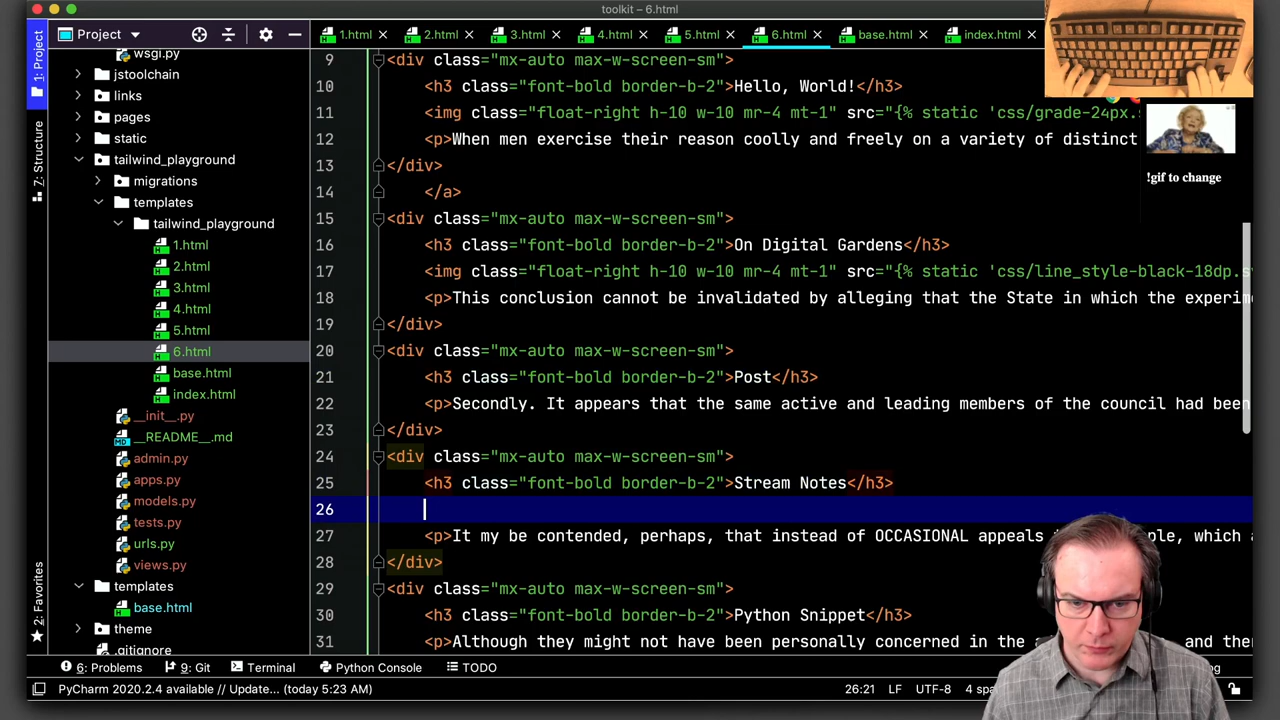 toolkit – 6.html
Project
1.html
2.html
3.html
4.html
5.html
6.html
base.html
index.html
1: Project
7: Structure
2: Favorites
wsgi.py
jstoolchain
links
pages
static
tailwind_playground
migrations
templates
tailwind_playground
1.html
2.html
3.html
4.html
5.html
6.html
base.html
index.html
__init__.py
__README__.md
admin.py
apps.py
models.py
tests.py
urls.py
views.py
templates
base.html
theme
.gitignore
9 <div class="mx-auto max-w-screen-sm">
10 <h3 class="font-bold border-b-2">Hello, World!</h3>
11 <img class="float-right h-10 w-10 mr-4 mt-1" src="{% static 'css/grade-24px.
12 <p>When men exercise their reason coolly and freely on a variety of distinct
13 </div>
14 </a>
15 <div class="mx-auto max-w-screen-sm">
16 <h3 class="font-bold border-b-2">On Digital Gardens</h3>
17 <img class="float-right h-10 w-10 mr-4 mt-1" src="{% static 'css/line_style-black-18dp.
18 <p>This conclusion cannot be invalidated by alleging that the State in which the
19 </div>
20 <div class="mx-auto max-w-screen-sm">
21 <h3 class="font-bold border-b-2">Post</h3>
22 <p>Secondly. It appears that the same active and leading members of the council had been
23 </div>
24 <div class="mx-auto max-w-screen-sm">
25 <h3 class="font-bold border-b-2">Stream Notes</h3>
26
27 <p>It my be contended, perhaps, that instead of OCCASIONAL appeals which
28 </div>
29 <div class="mx-auto max-w-screen-sm">
30 <h3 class="font-bold border-b-2">Python Snippet</h3>
31 <p>Although they might not have been personally concerned in the
!gif to change
6: Problems
9: Git
Terminal
Python Console
TODO
PyCharm 2020.2.4 available // Update... (today 5:23 AM)
26:21
LF
UTF-8